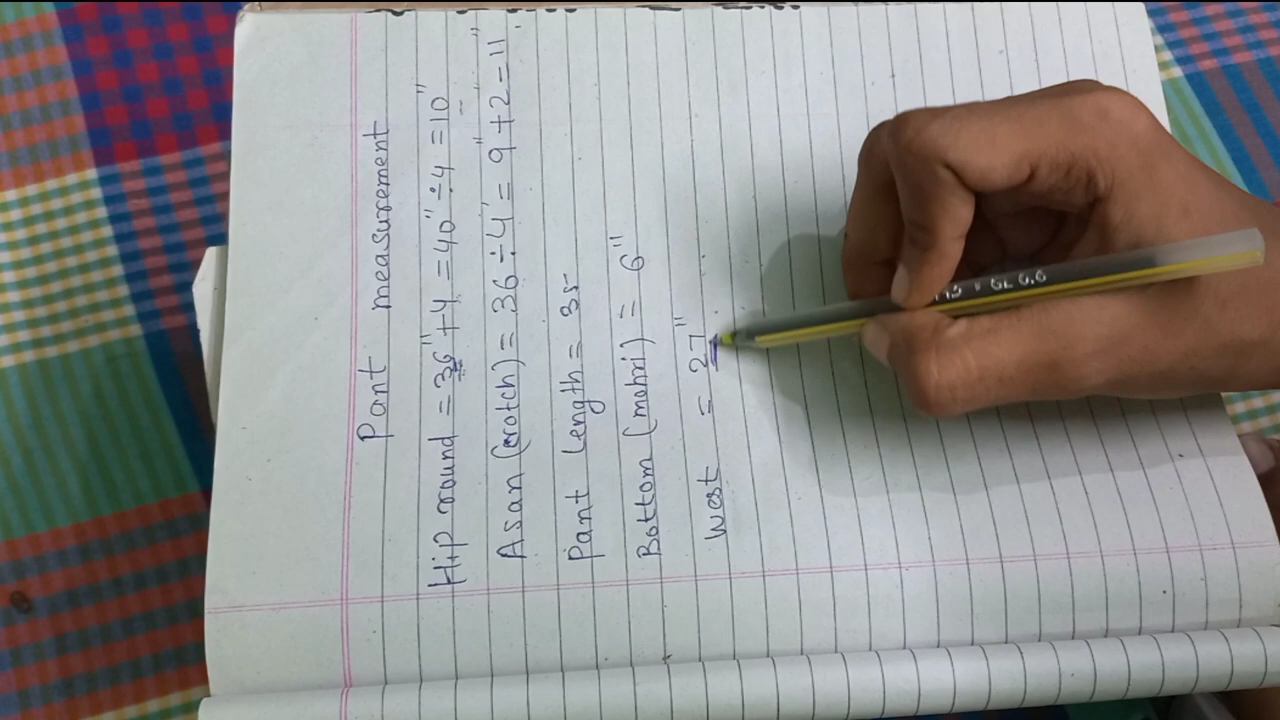 Pant measurement
Hip round = 36"+4 = 40"÷4 = 10"
Asan (crotch) = 36÷4 = 9"+2" = 11"
Pant length = 35
Bottom (mohri) = 6"
West = 27"